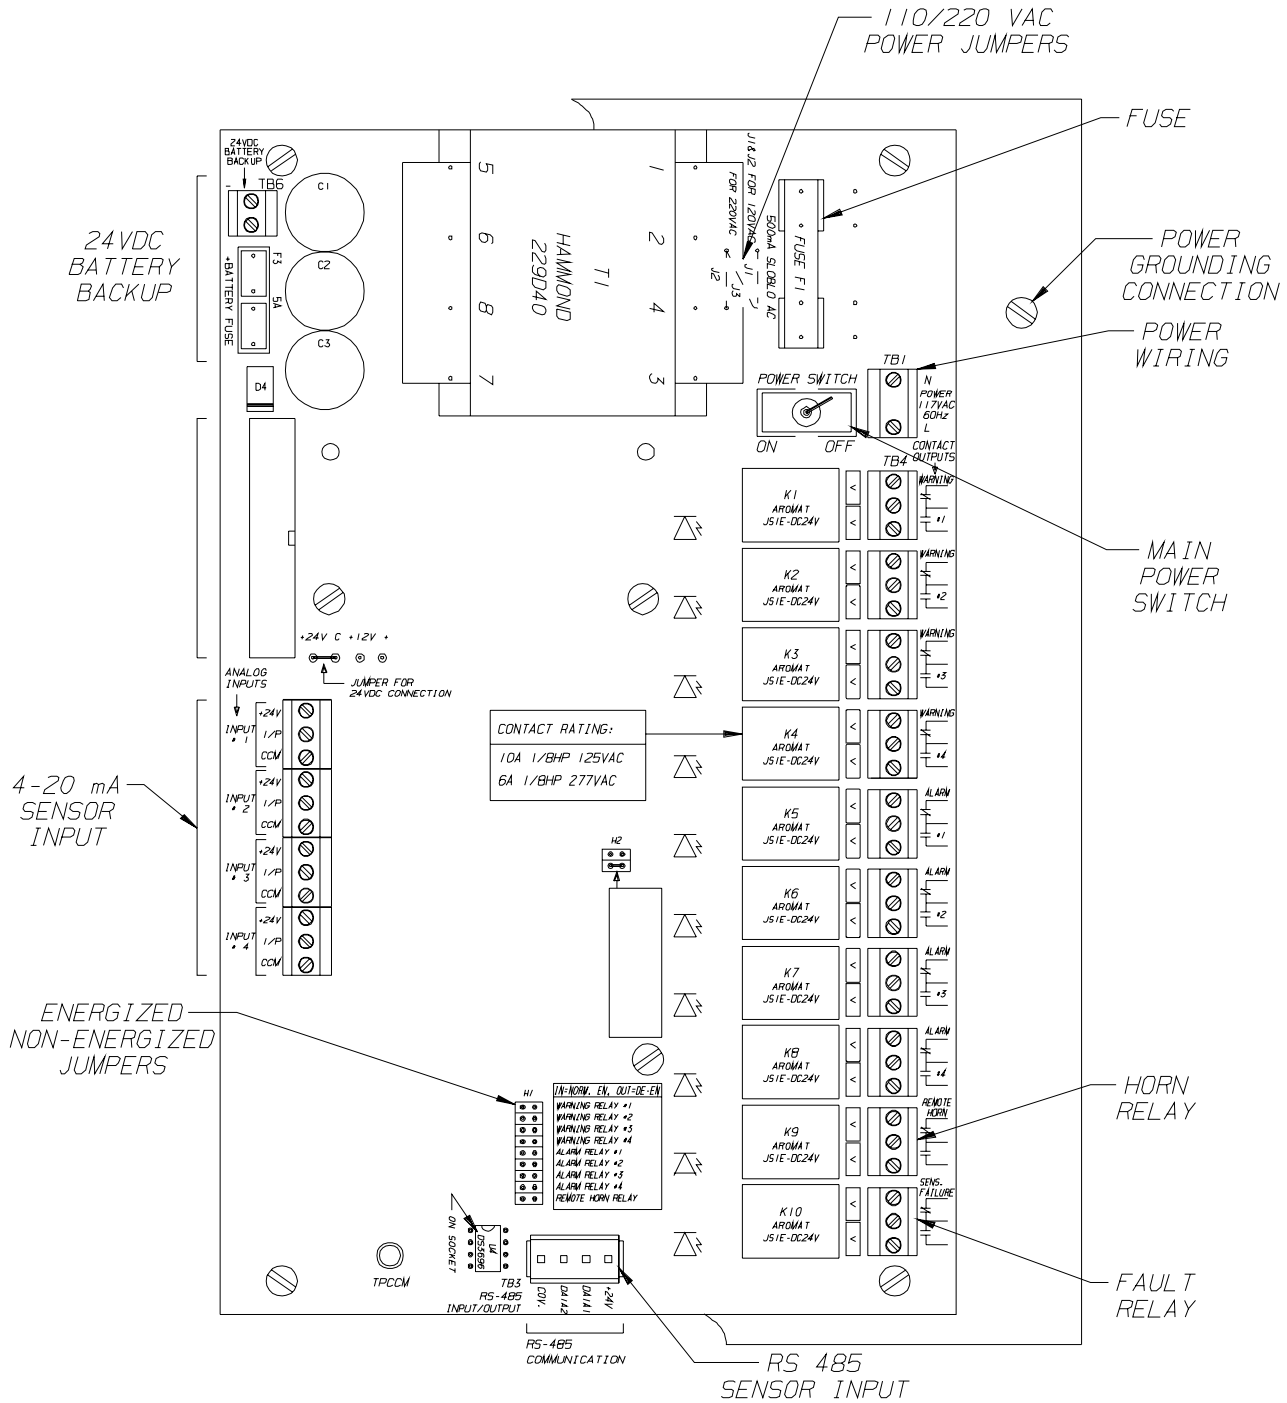 110/220 VAC
POWER JUMPERS
FUSE
POWER
GROUNDING
CONNECTION
POWER
WIRING
MAIN
POWER
SWITCH
HORN
RELAY
FAULT
RELAY
RS 485
SENSOR INPUT
24VDC
BATTERY
BACKUP
4-20 mA
SENSOR
INPUT
ENERGIZED
NON-ENERGIZED
JUMPERS
24VDC
BATTERY
BACKUP
-
TB6
C1
C2
C3
F3
5A
+BATTERY FUSE
D4
5
6
8
7
1
2
4
3
T1
HAMMOND
229D40
J1&J2 FOR 120VAC
FOR 220VAC
J1
J2
J3
500mA SLOBLO AC
FUSE F1
POWER SWITCH
ON
OFF
TB1
N
POWER
117VAC
60Hz
L
CONTACT
OUTPUTS
TB4
K1
AROMAT
JS1E-DC24V
WARNING
#1
K2
AROMAT
JS1E-DC24V
WARNING
#2
K3
AROMAT
JS1E-DC24V
WARNING
#3
K4
AROMAT
JS1E-DC24V
WARNING
#4
K5
AROMAT
JS1E-DC24V
ALARM
#1
K6
AROMAT
JS1E-DC24V
ALARM
#2
K7
AROMAT
JS1E-DC24V
ALARM
#3
K8
AROMAT
JS1E-DC24V
ALARM
#4
K9
AROMAT
JS1E-DC24V
REMOTE
HORN
K10
AROMAT
JS1E-DC24V
SENS.
FAILURE
+24V C +12V +
JUMPER FOR
24VDC CONNECTION
ANALOG
INPUTS
INPUT
# 1
+24V
I/P
CCM
INPUT
# 2
+24V
I/P
CCM
INPUT
# 3
+24V
I/P
CCM
INPUT
# 4
+24V
I/P
CCM
CONTACT RATING:
10A 1/8HP 125VAC
6A 1/8HP 277VAC
H2
H1
IN=NORM. EN, OUT=DE-EN
WARNING RELAY #1
WARNING RELAY #2
WARNING RELAY #3
WARNING RELAY #4
ALARM RELAY #1
ALARM RELAY #2
ALARM RELAY #3
ALARM RELAY #4
REMOTE HORN RELAY
ON SOCKET
U4
DS3696
TPCCM
TB3
RS-485
INPUT/OUTPUT
COV.
DATA2
DATA1
+24V
RS-485
COMMUNICATION